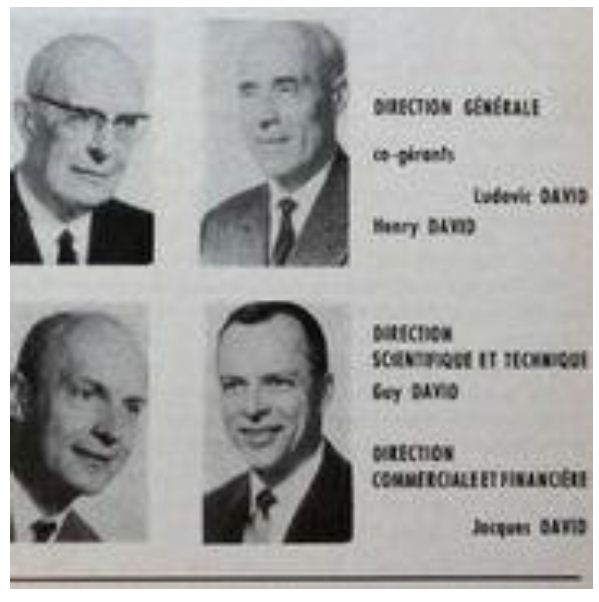 DIRECTION GÉNÉRALE
co-gérants
Ludovic DAVID
Henry DAVID
DIRECTION
SCIENTIFIQUE ET TECHNIQUE
Guy DAVID
DIRECTION
COMMERCIALE ET FINANCIÈRE
Jacques DAVID